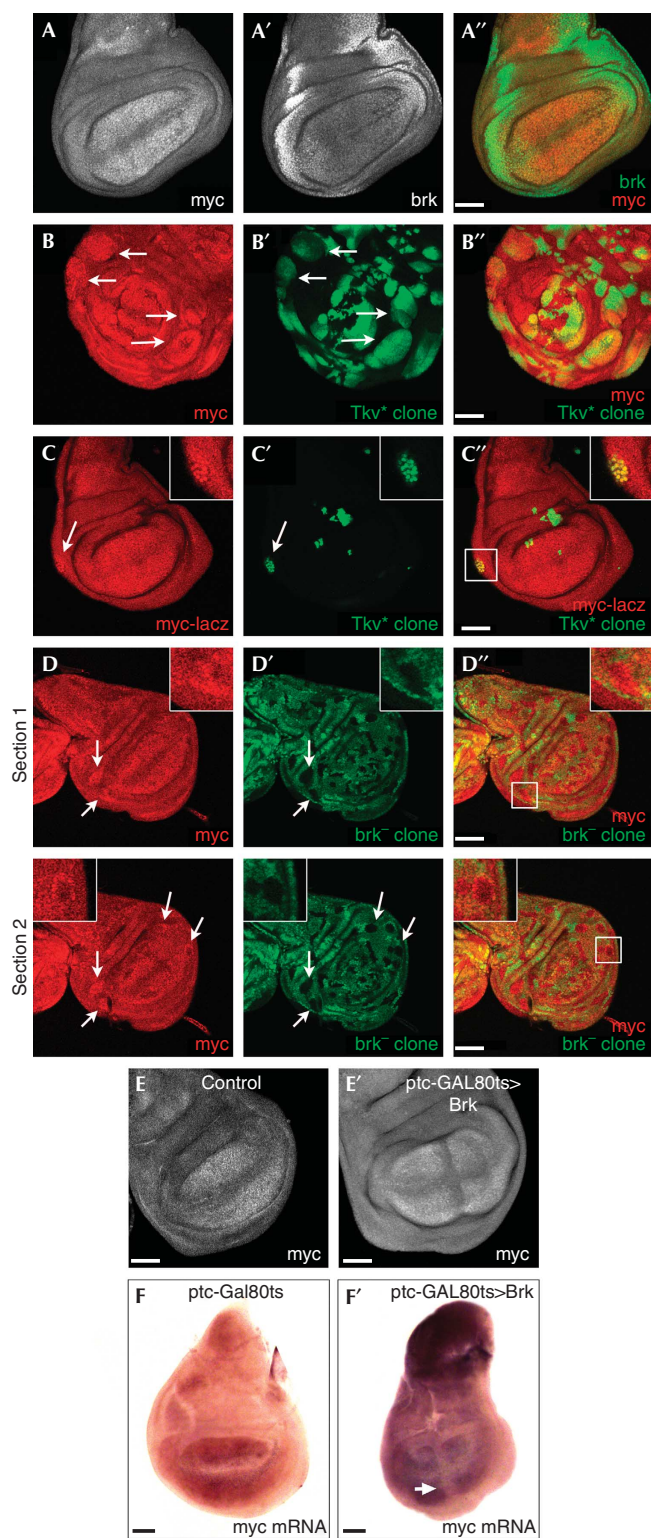 A
myc
A′
brk
A″
brk
myc
B
myc
B′
Tkv* clone
B″
myc
Tkv* clone
C
myc-lacz
C′
Tkv* clone
C″
myc-lacz
Tkv* clone
Section 1
D
myc
D′
brk⁻ clone
D″
myc
brk⁻ clone
Section 2
myc
brk⁻ clone
myc
brk⁻ clone
E
Control
myc
E′
ptc-GAL80ts>
Brk
myc
F
ptc-Gal80ts
myc mRNA
F′
ptc-GAL80ts>Brk
myc mRNA